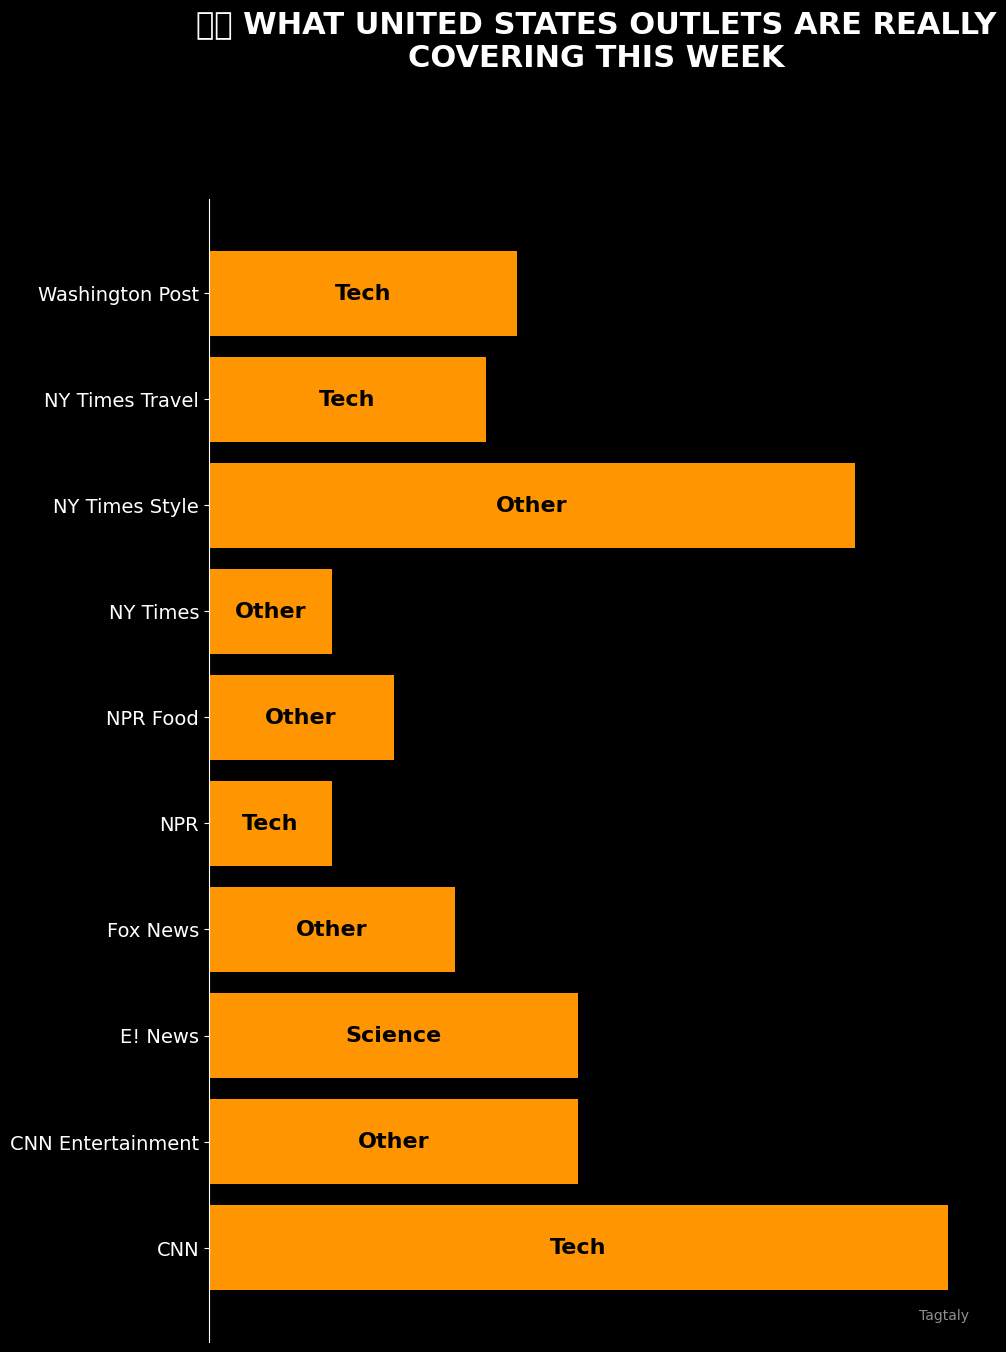 WHAT UNITED STATES OUTLETS ARE REALLY
COVERING THIS WEEK
Washington Post
Tech
NY Times Travel
Tech
NY Times Style
Other
NY Times
Other
NPR Food
Other
NPR
Tech
Fox News
Other
E! News
Science
CNN Entertainment
Other
CNN
Tech
Tagtaly